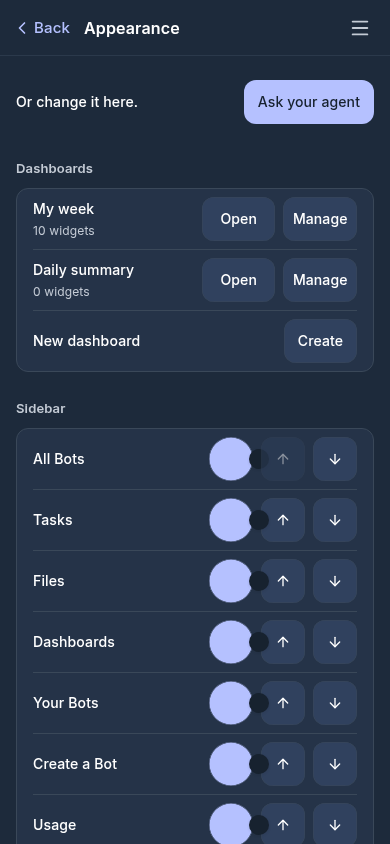 Back Appearance
Or change it here. Ask your agent
Dashboards
My week
10 widgets
Open Manage
Daily summary
0 widgets
Open Manage
New dashboard Create
Sidebar
All Bots
Tasks
Files
Dashboards
Your Bots
Create a Bot
Usage